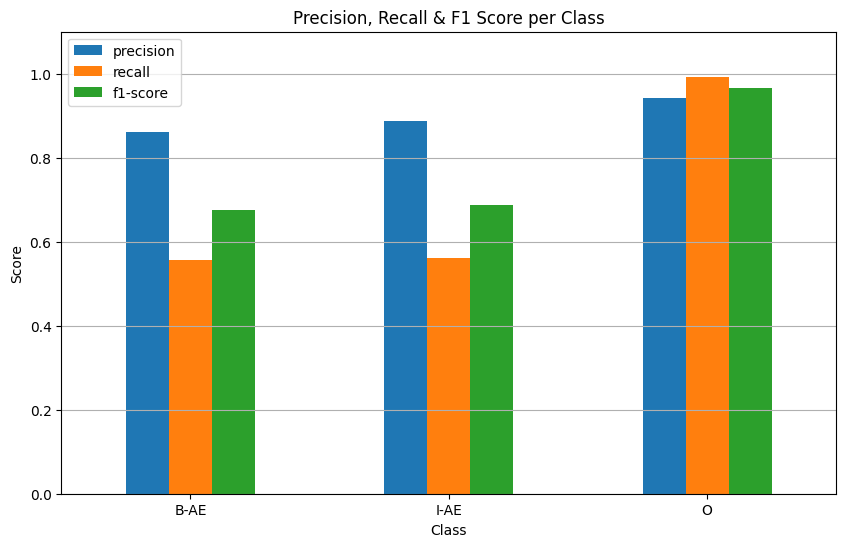 Precision, Recall & F1 Score per Class
precision
recall
f1-score
1.0
0.8
0.6
0.4
0.2
0.0
Score
B-AE
I-AE
O
Class